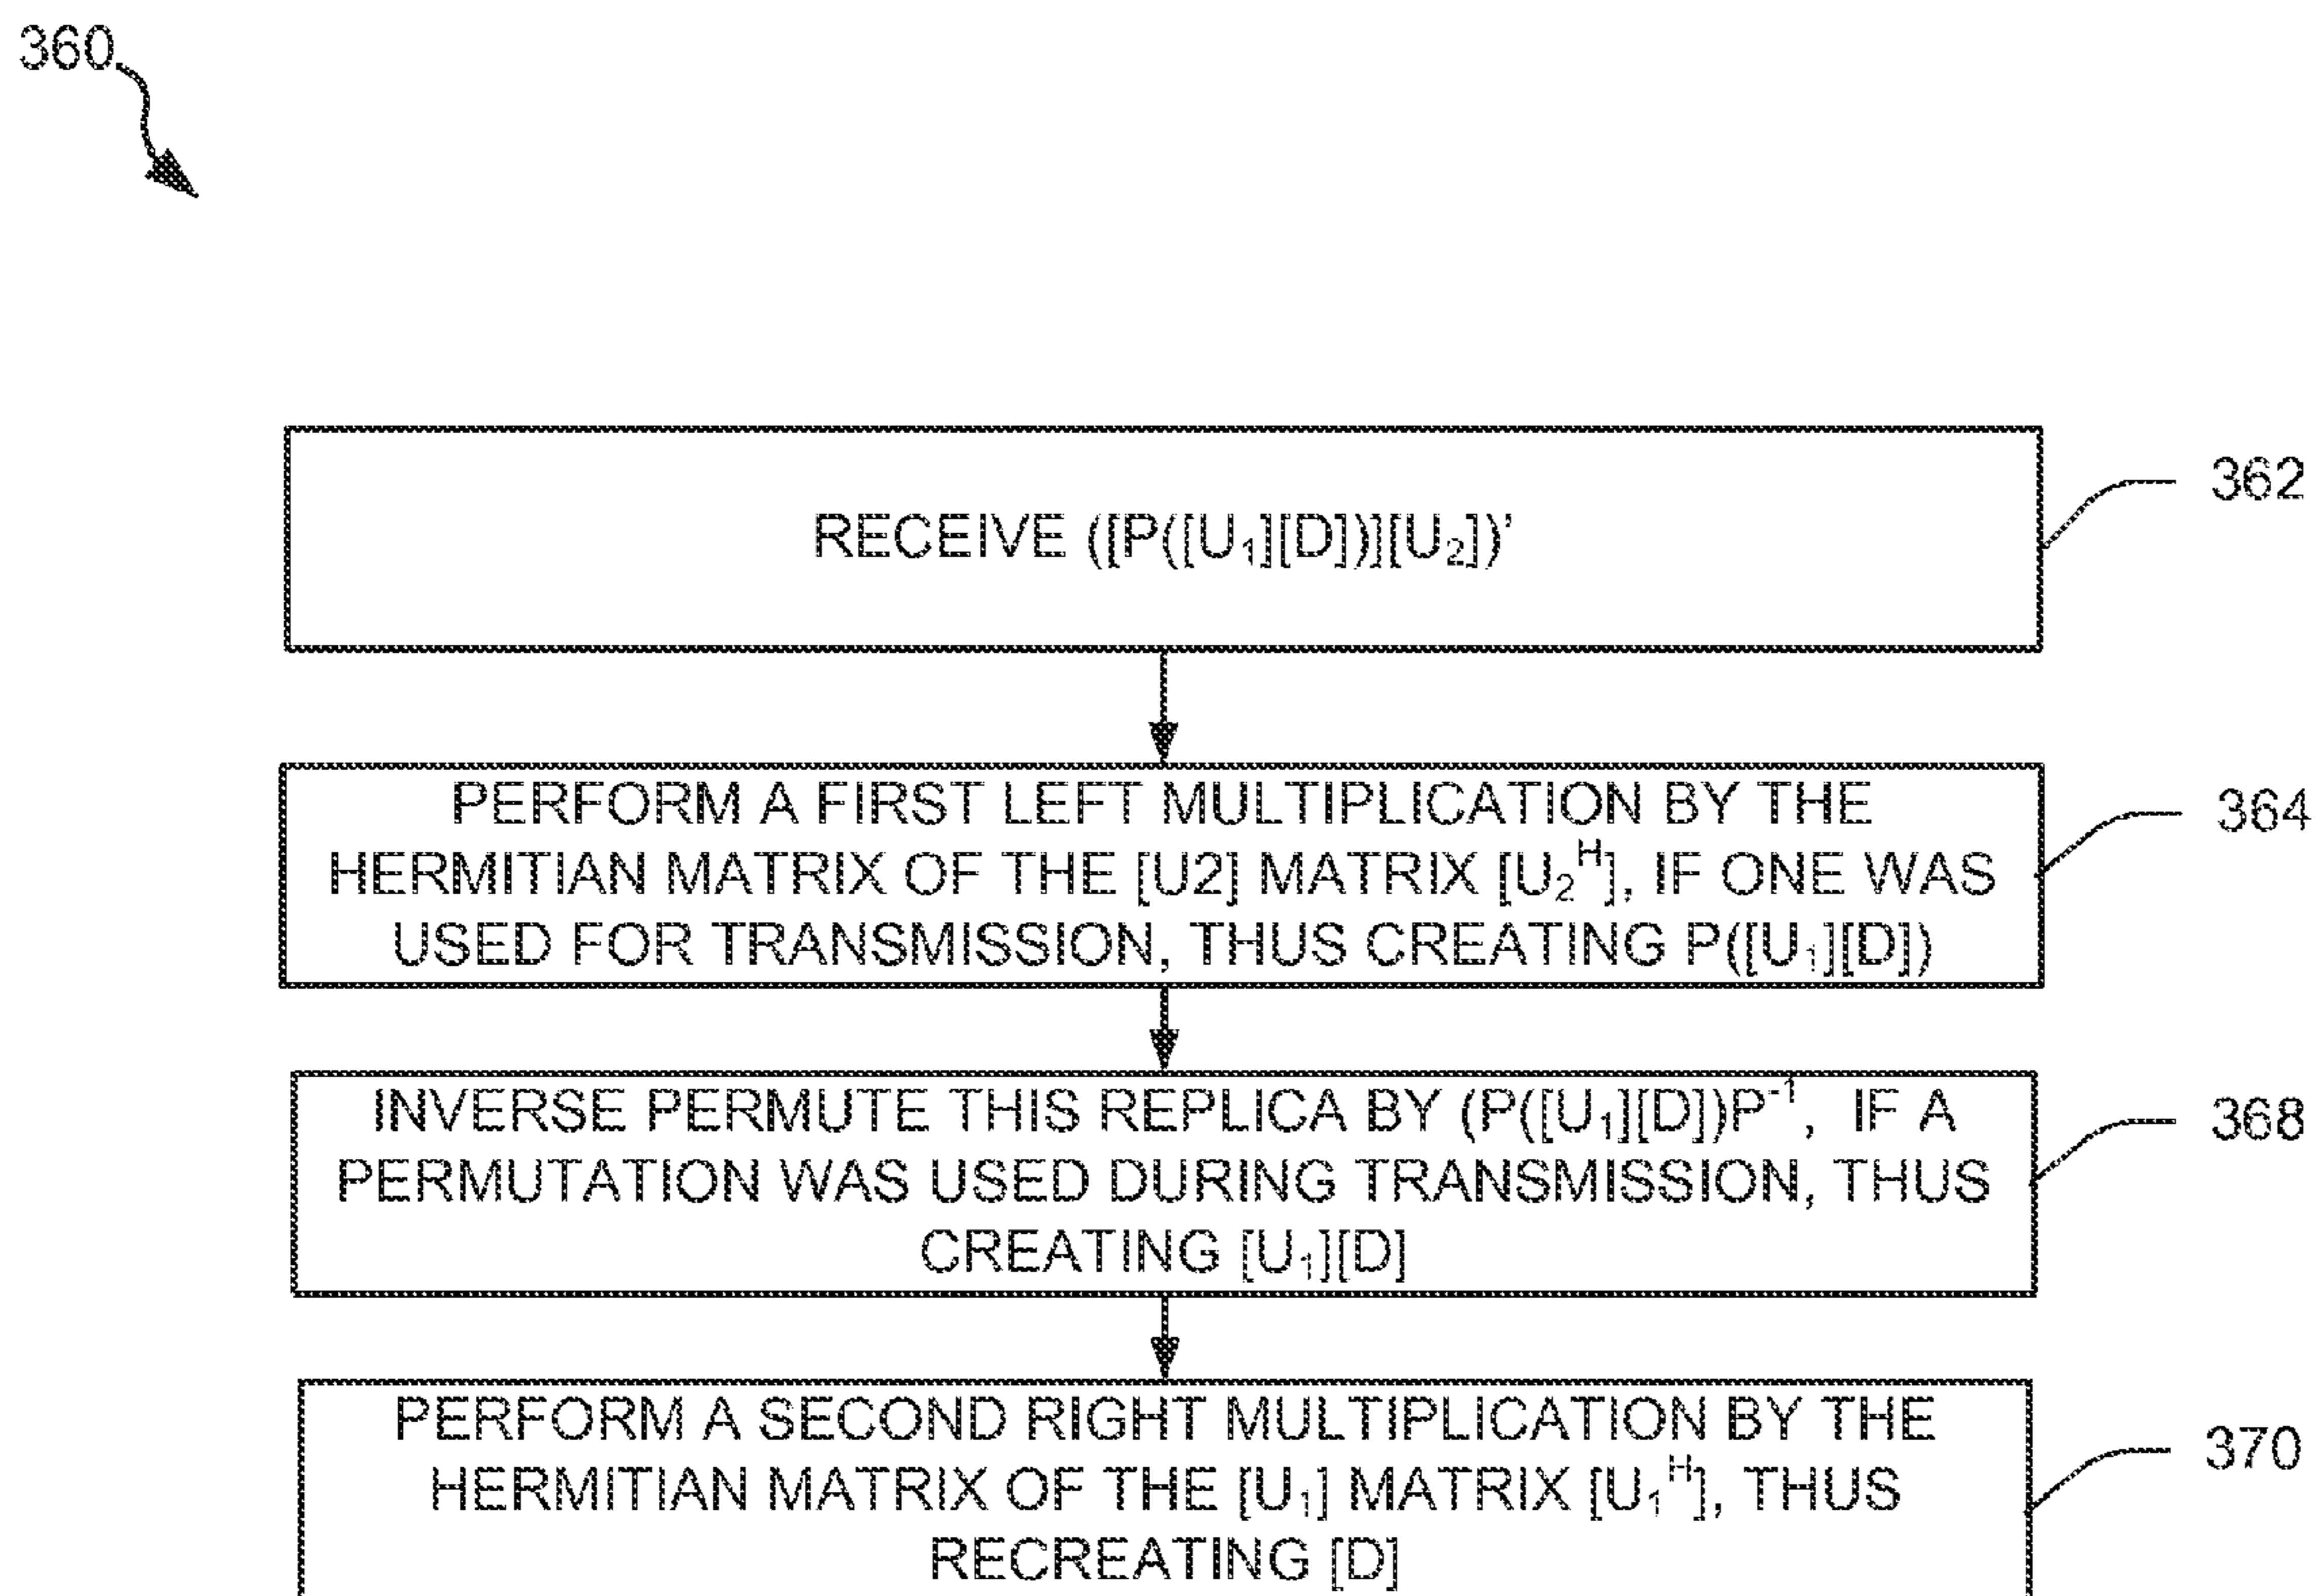 360
RECEIVE ([P([U₁][D])][U₂])’
362
PERFORM A FIRST LEFT MULTIPLICATION BY THE
HERMITIAN MATRIX OF THE [U2] MATRIX [U₂ᴴ], IF ONE WAS
USED FOR TRANSMISSION, THUS CREATING P([U₁][D])
364
INVERSE PERMUTE THIS REPLICA BY (P([U₁][D])P⁻¹, IF A
PERMUTATION WAS USED DURING TRANSMISSION, THUS
CREATING [U₁][D]
368
PERFORM A SECOND RIGHT MULTIPLICATION BY THE
HERMITIAN MATRIX OF THE [U₁] MATRIX [U₁ᴴ], THUS
RECREATING [D]
370